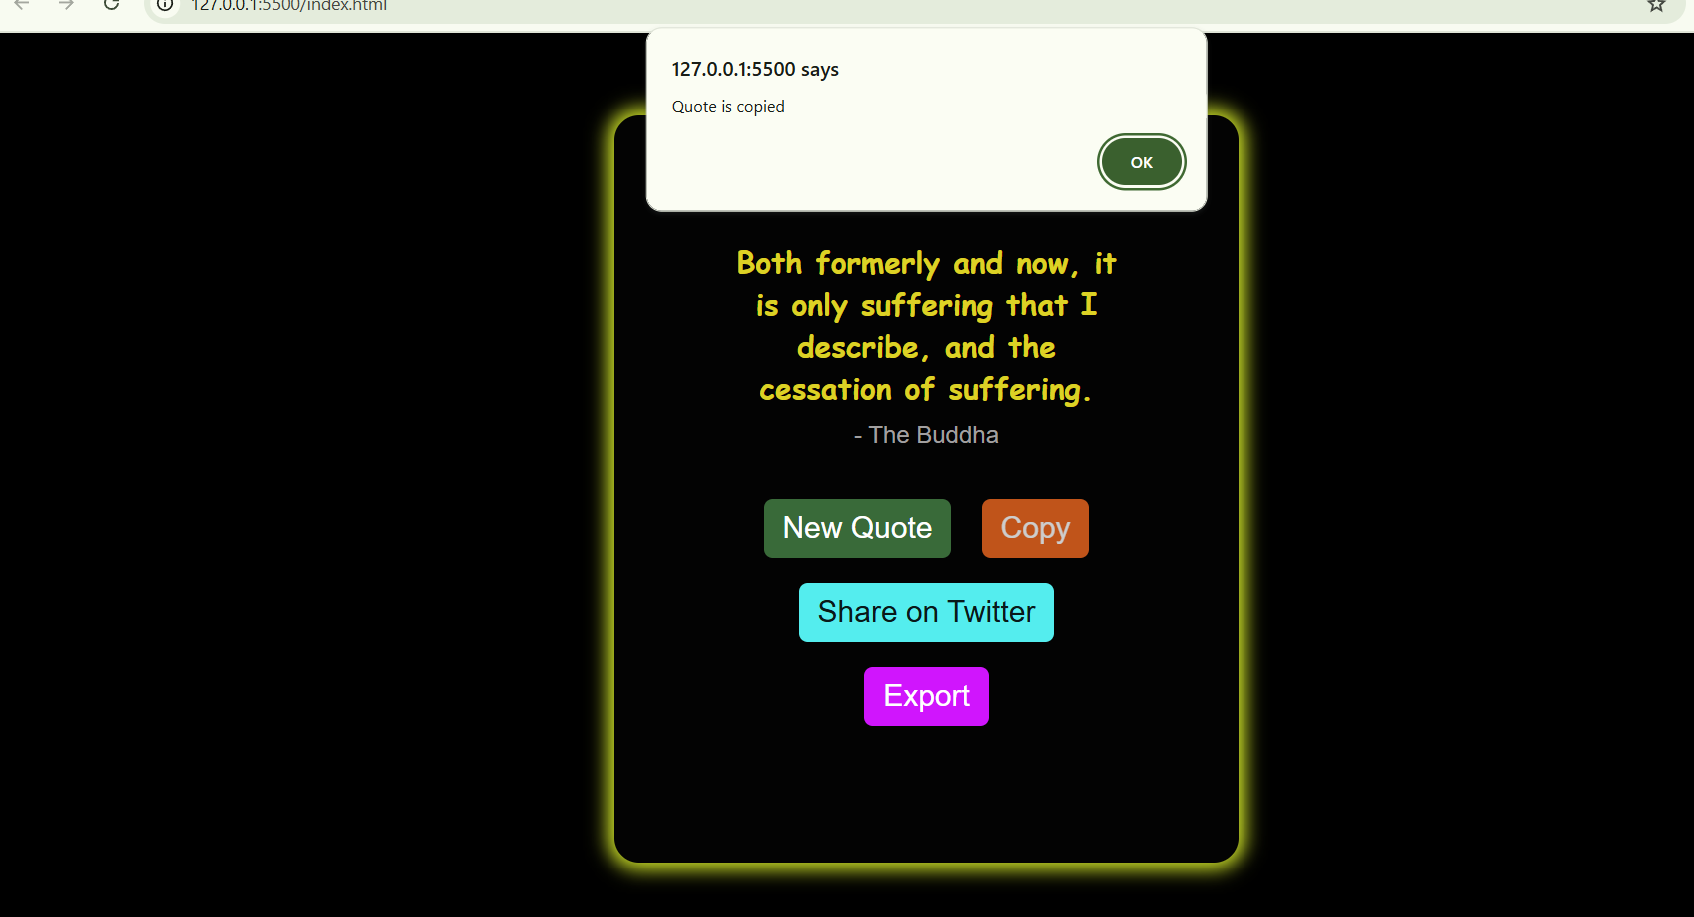 127.0.0.1:5500/index.html
127.0.0.1:5500 says
Quote is copied
OK
Both formerly and now, it
is only suffering that I
describe, and the
cessation of suffering.
- The Buddha
New Quote
Copy
Share on Twitter
Export